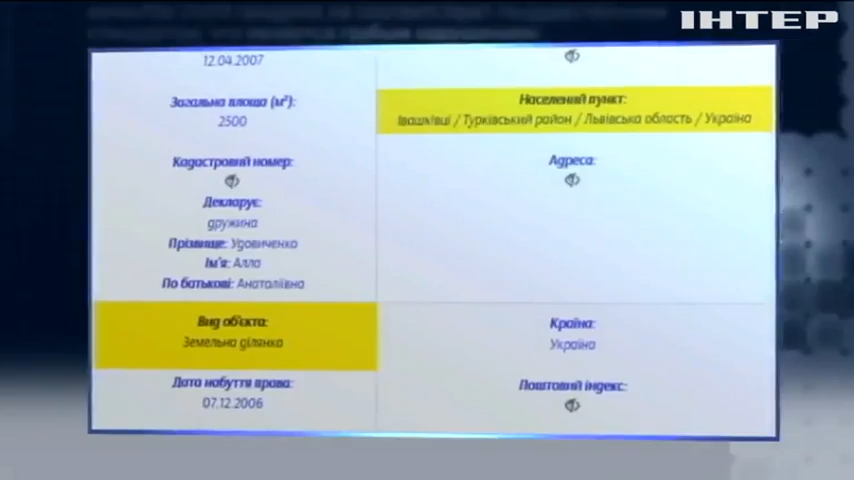 ІНТЕР
12.04.2007
Загальна площа (м²):
2500
Кадастровий номер:
Декларує:
дружина
Прізвище: Удовиченко
Ім'я: Алла
По батькові: Анатоліївна
Вид об'єкта:
Земельна ділянка
Дата набуття права:
07.12.2006
Населений пункт:
Івашківці / Турківський район / Львівська область / Україна
Адреса:
Країна:
Україна
Поштовий індекс: